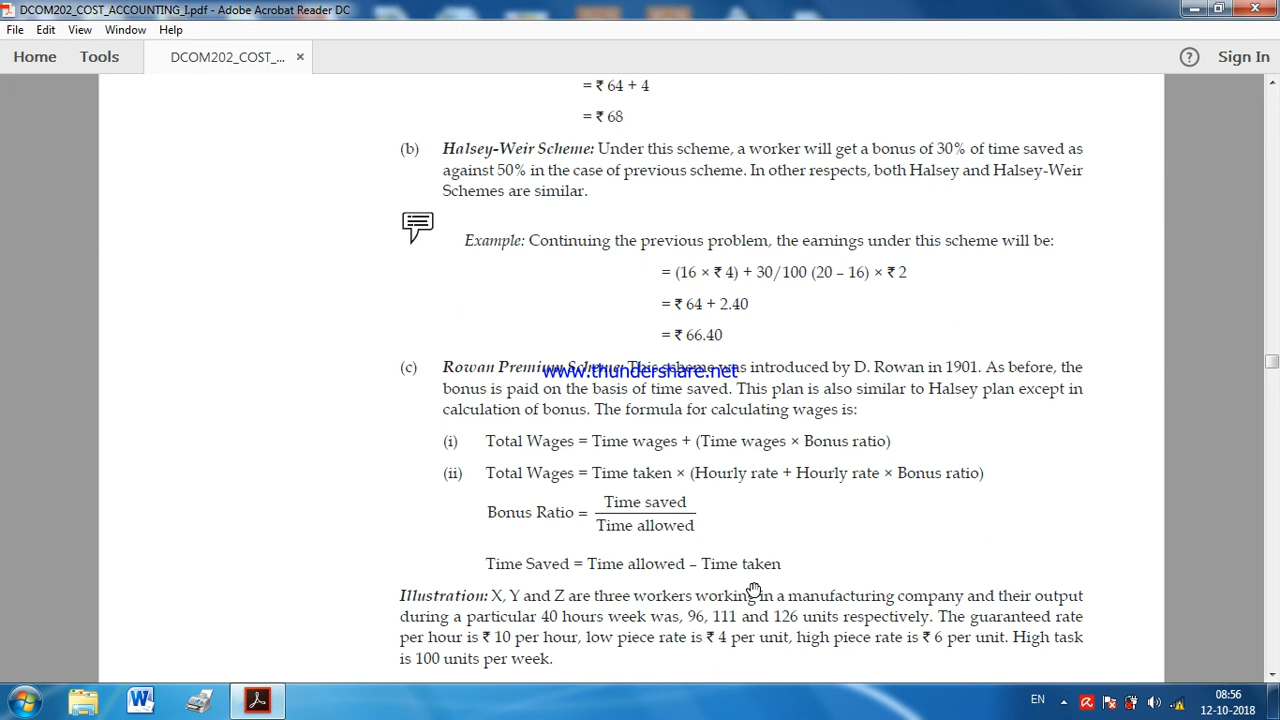 DCOM202_COST_ACCOUNTING_I.pdf - Adobe Acrobat Reader DC
File Edit View Window Help
Home Tools DCOM202_COST_... × ? Sign In
= ₹ 64 + 4
= ₹ 68
(b) Halsey-Weir Scheme: Under this scheme, a worker will get a bonus of 30% of time saved as
against 50% in the case of previous scheme. In other respects, both Halsey and Halsey-Weir
Schemes are similar.
Example: Continuing the previous problem, the earnings under this scheme will be:
= (16 × ₹ 4) + 30/100 (20 – 16) × ₹ 2
= ₹ 64 + 2.40
= ₹ 66.40
(c) Rowan Premium Scheme: This scheme was introduced by D. Rowan in 1901. As before, the
www.thundershare.net
bonus is paid on the basis of time saved. This plan is also similar to Halsey plan except in
calculation of bonus. The formula for calculating wages is:
(i) Total Wages = Time wages + (Time wages × Bonus ratio)
(ii) Total Wages = Time taken × (Hourly rate + Hourly rate × Bonus ratio)
Bonus Ratio = Time saved
Time allowed
Time Saved = Time allowed – Time taken
Illustration: X, Y and Z are three workers working in a manufacturing company and their output
during a particular 40 hours week was, 96, 111 and 126 units respectively. The guaranteed rate
per hour is ₹ 10 per hour, low piece rate is ₹ 4 per unit, high piece rate is ₹ 6 per unit. High task
is 100 units per week.
EN 08:56
12-10-2018